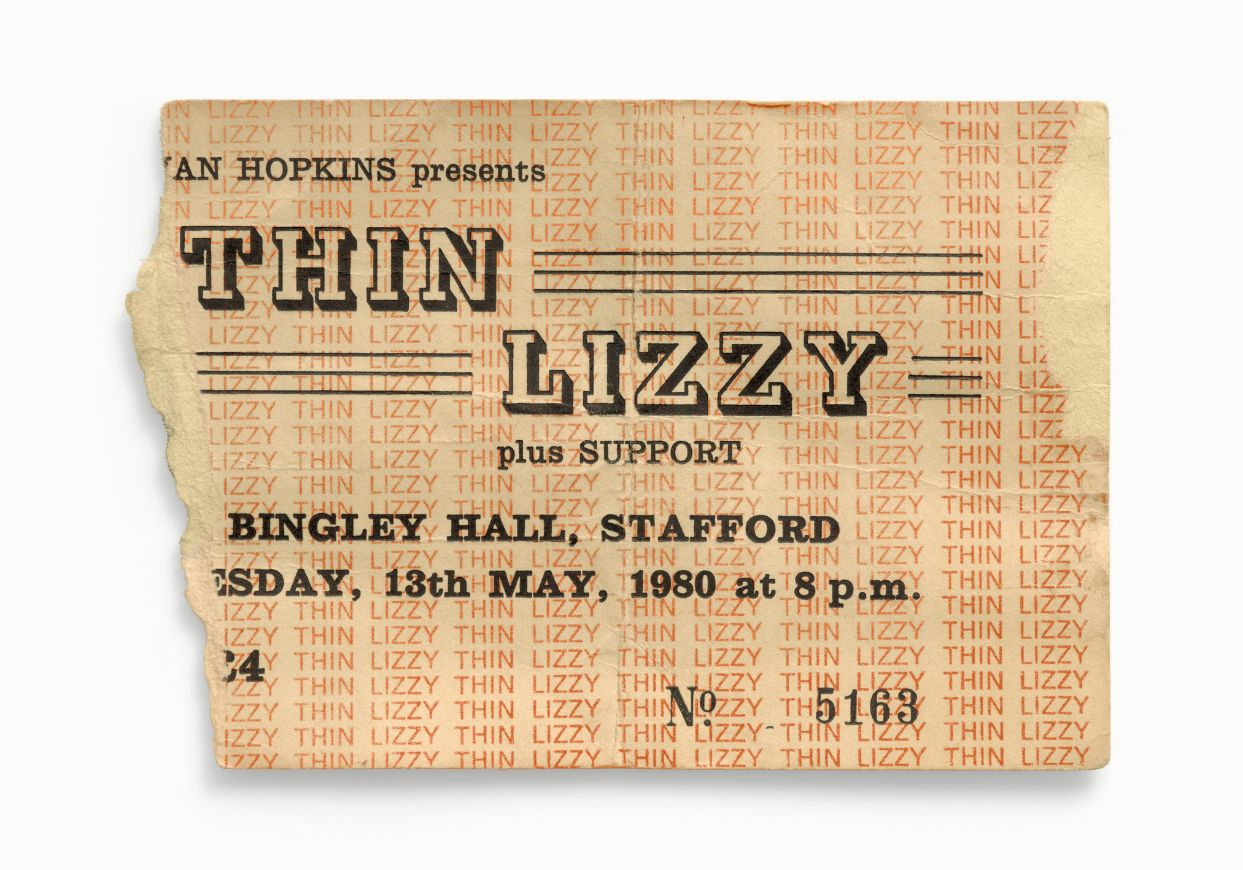 AN HOPKINS presents
THIN
LIZZY
plus SUPPORT
BINGLEY HALL, STAFFORD
ESDAY, 13th MAY, 1980 at 8 p.m.
£4
Nº 5163